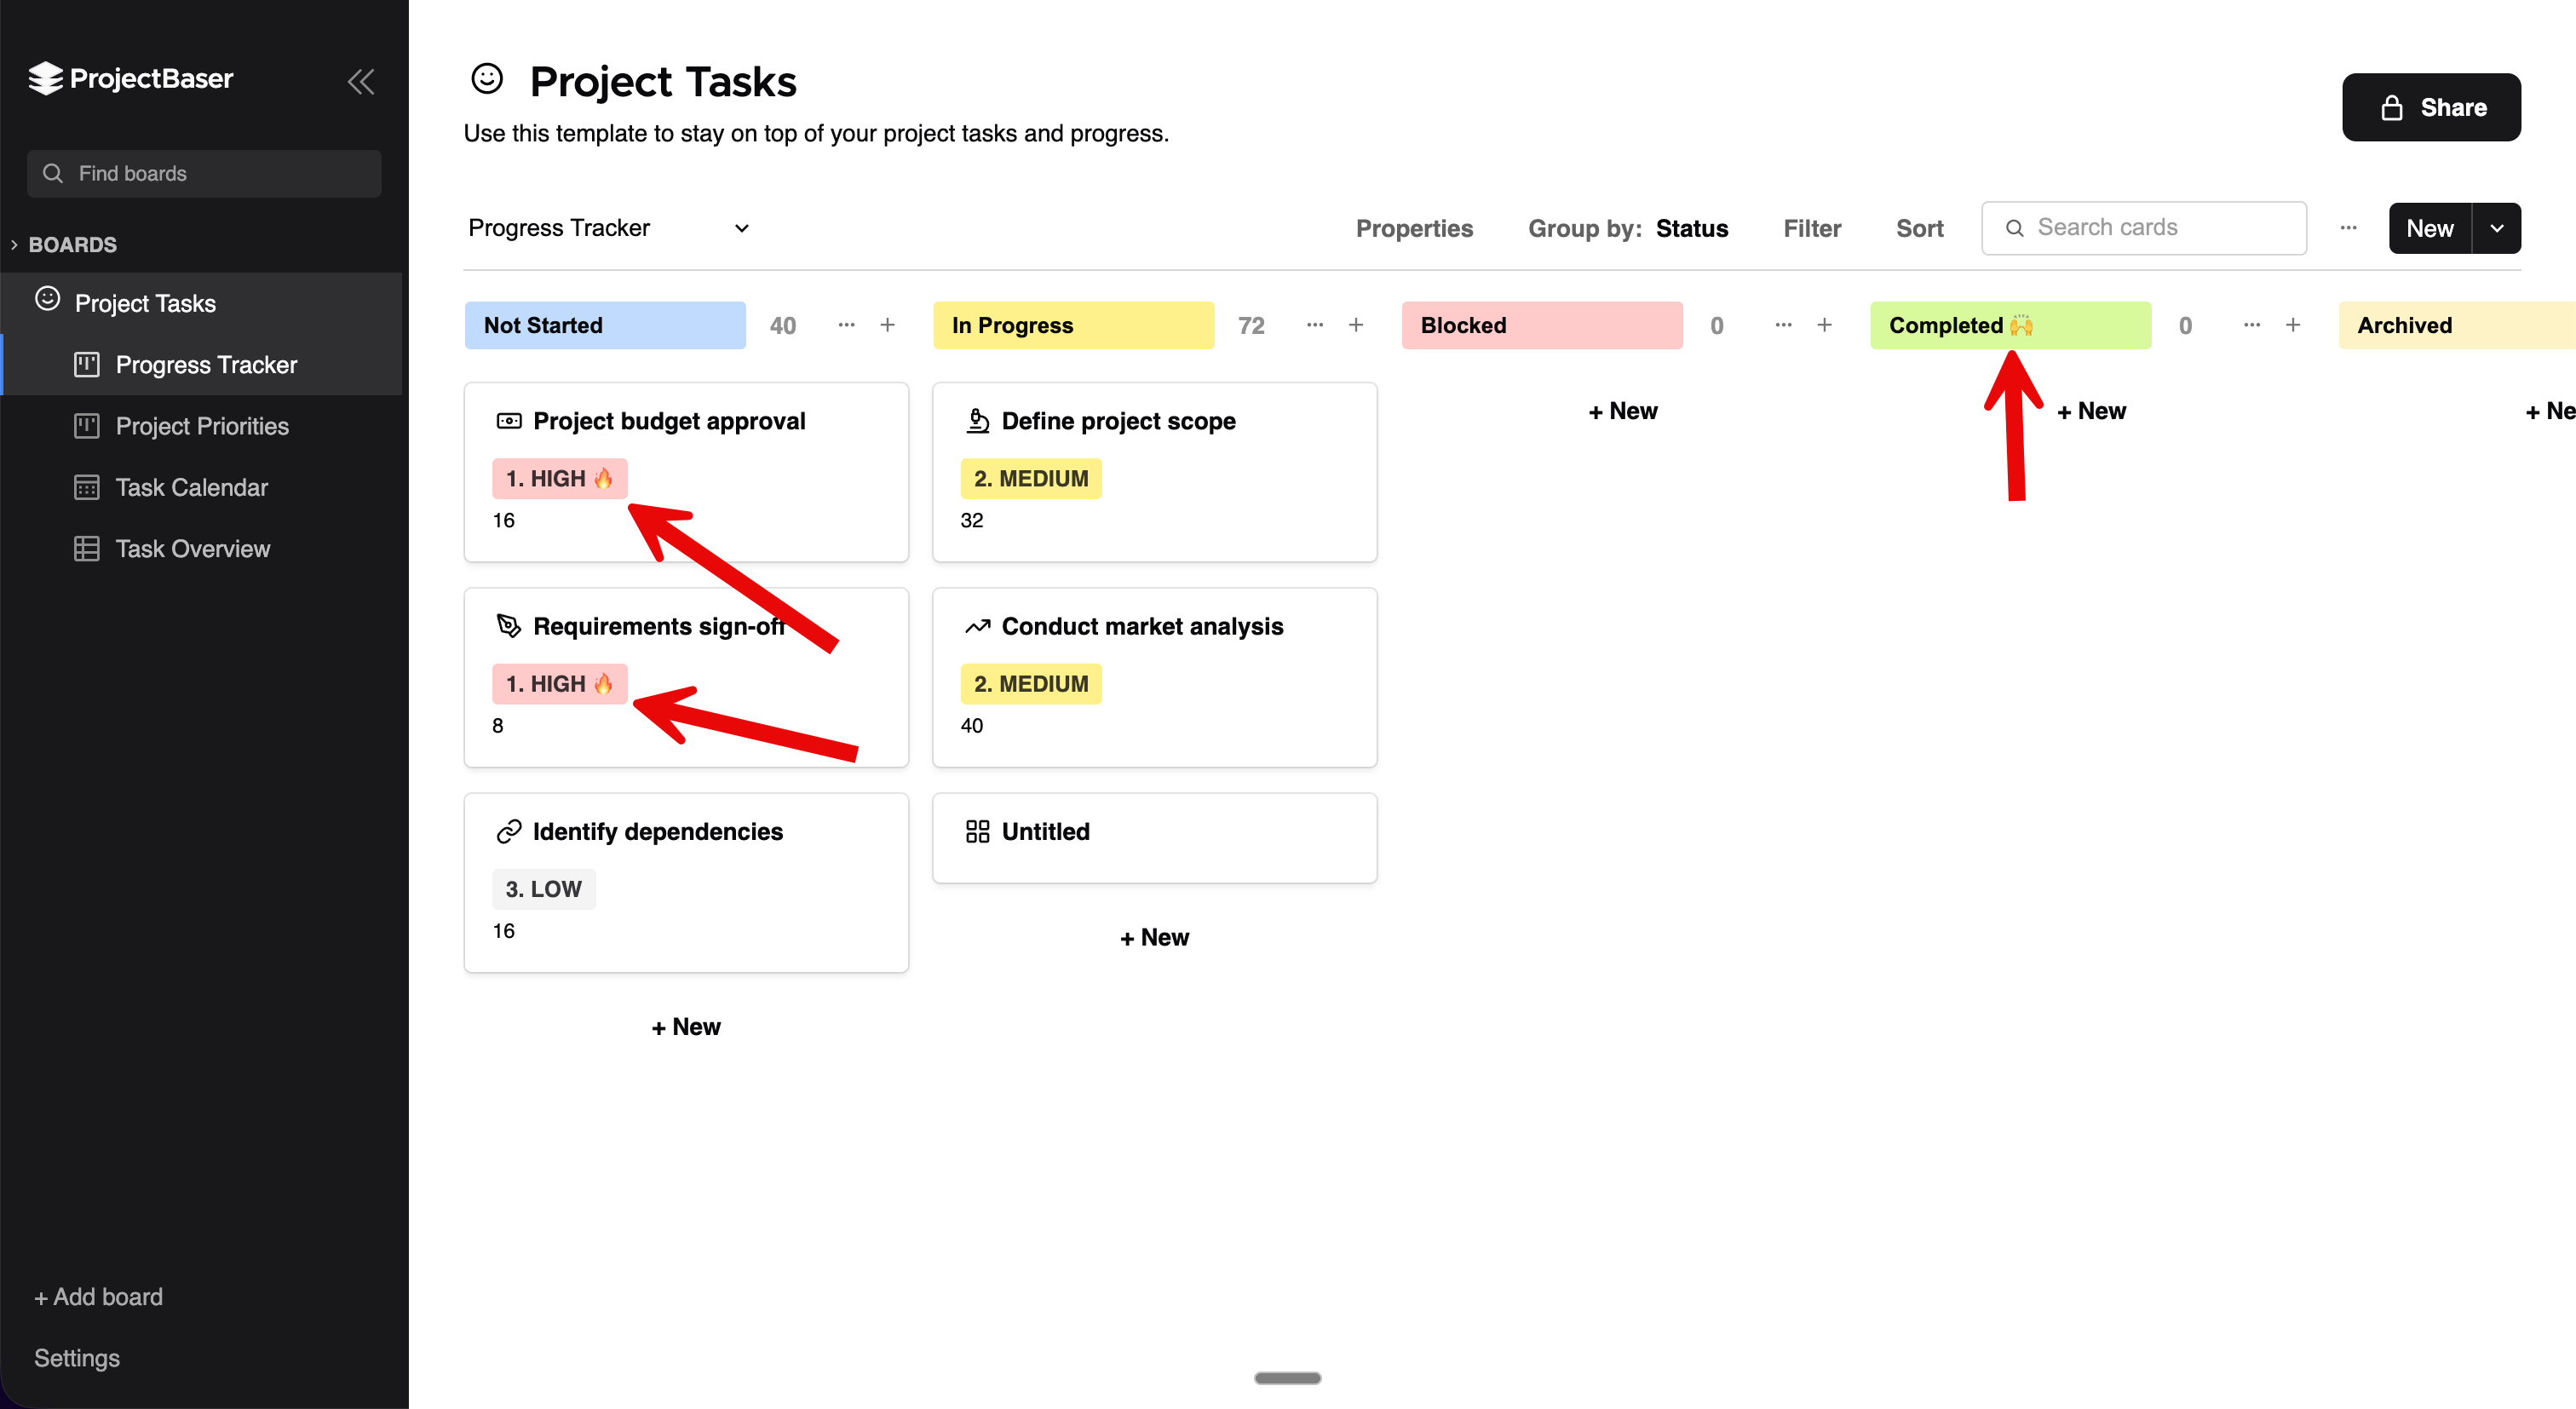 ProjectBaser
Find boards
BOARDS
Project Tasks
Progress Tracker
Project Priorities
Task Calendar
Task Overview
+ Add board
Settings
Project Tasks
Use this template to stay on top of your project tasks and progress.
Share
Progress Tracker
Properties
Group by: Status
Filter
Sort
Search cards
New
Not Started 40
Project budget approval
1. HIGH 🔥
16
Requirements sign-off
1. HIGH 🔥
8
Identify dependencies
3. LOW
16
+ New
In Progress 72
Define project scope
2. MEDIUM
32
Conduct market analysis
2. MEDIUM
40
Untitled
+ New
Blocked 0
+ New
Completed 🙌 0
+ New
Archived
+ Ne